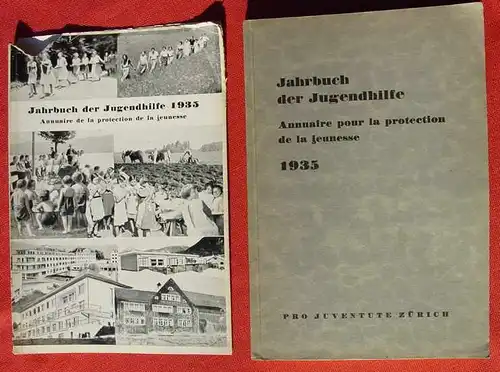 Jahrbuch der Jugendhilfe 1935
Annuaire de la protection de la jeunesse
Jahrbuch
der Jugendhilfe
Annuaire pour la protection
de la jeunesse
1935
PRO JUVENTUTE ZÜRICH